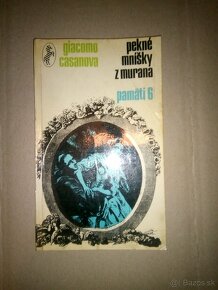 giacomo
casanova
pekné
mníšky
z murana
pamäti 6
© Bazos.sk